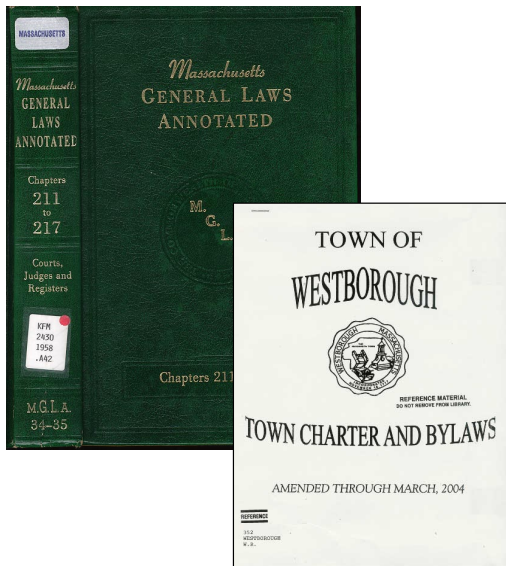 MASSACHUSETTS
Massachusetts
GENERAL
LAWS
ANNOTATED
Chapters
211
to
217
Courts,
Judges and
Registers
KFM
2430
1958
.A42
M.G.L.A.
34-35
Massachusetts
GENERAL LAWS
ANNOTATED
M.
G.
L.
Chapters 211
TOWN OF
WESTBOROUGH
WESTBOROUGH MASSACHUSETTS
REFERENCE MATERIAL
DO NOT REMOVE FROM LIBRARY.
TOWN CHARTER AND BYLAWS
AMENDED THROUGH MARCH, 2004
REFERENCE
352
WESTBOROUGH
W.R.